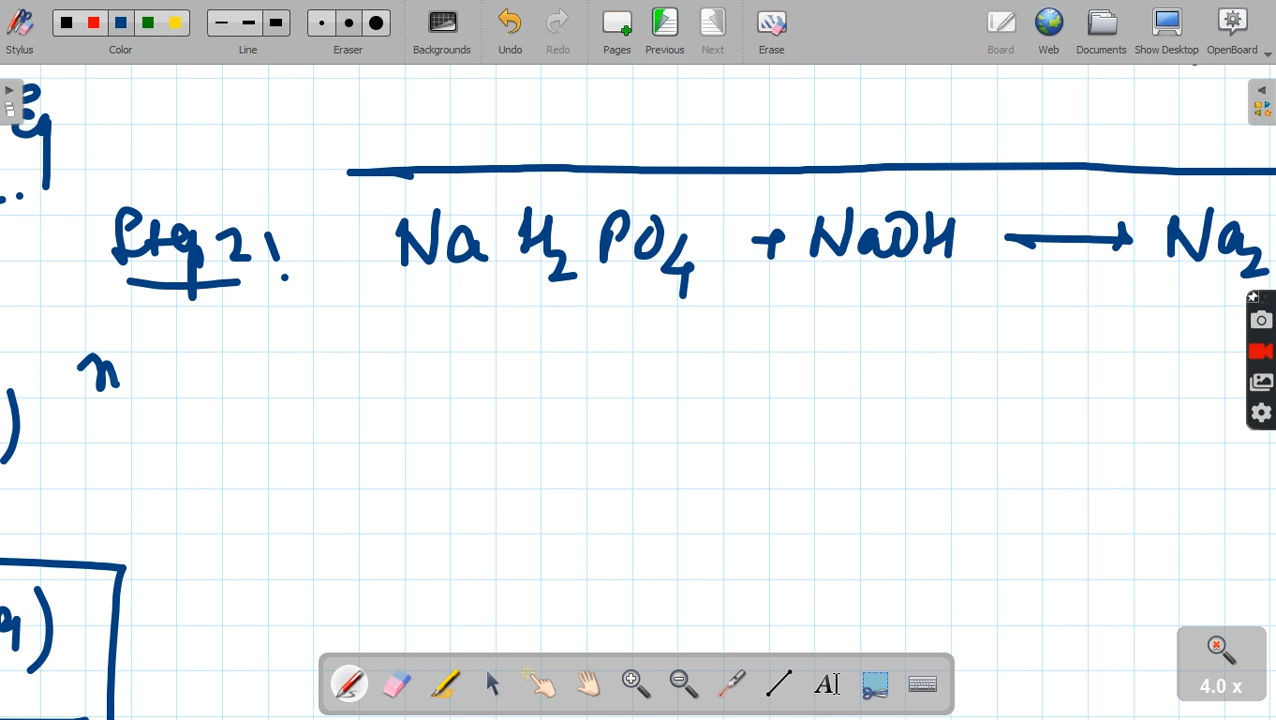 Stylus Color Line Eraser Backgrounds Undo Redo Pages Previous Next Erase Board Web Documents Show Desktop OpenBoard
Eq
Step 2:
NaH₂PO₄ + NaOH ⟶ Na₂
n
)
q)
4.0 x